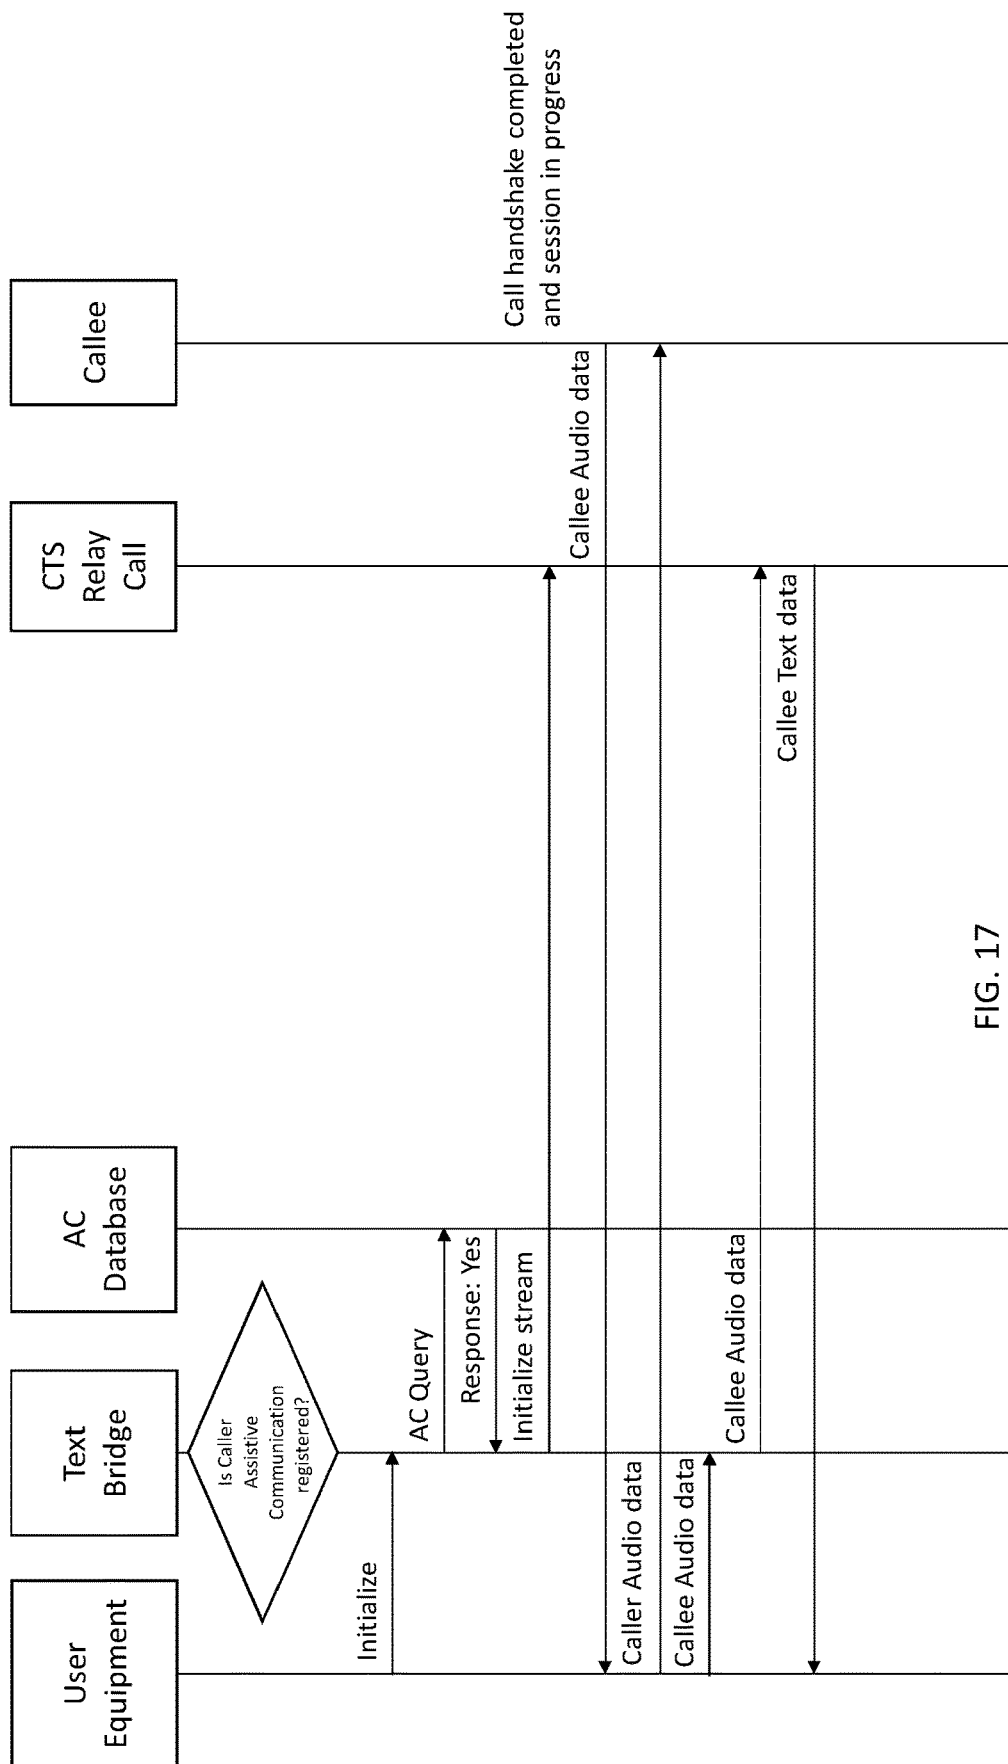 User
Equipment
Text
Bridge
AC
Database
CTS
Relay
Call
Callee
Is Caller
Assistive
Communication
registered?
Initialize
AC Query
Response: Yes
Initialize stream
Call handshake completed
and session in progress
Callee Audio data
Caller Audio data
Callee Audio data
Callee Audio data
Callee Text data
FIG. 17